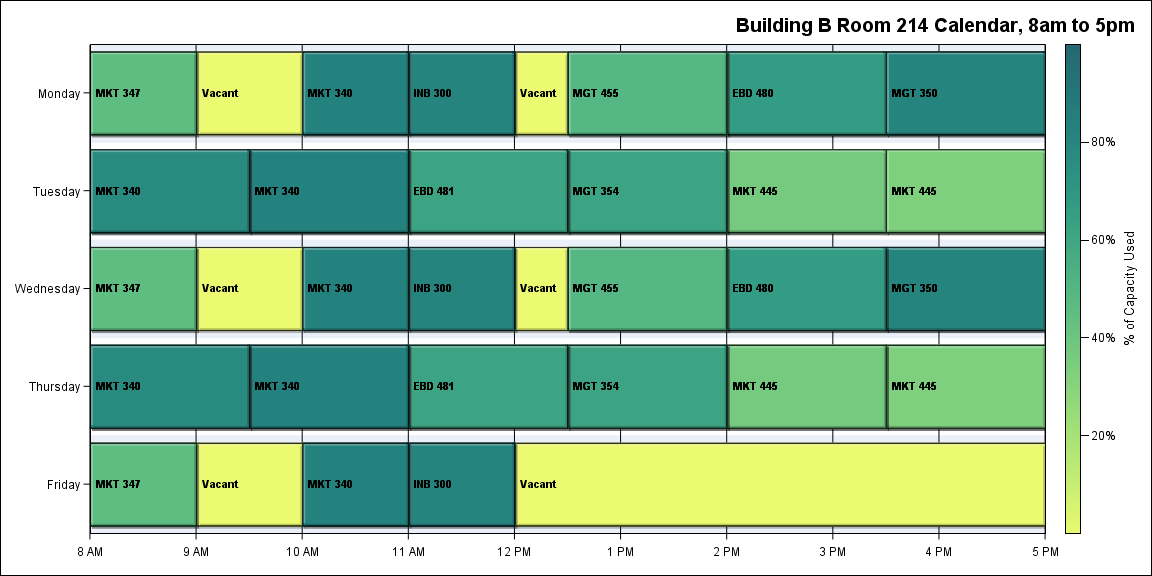 Building B Room 214 Calendar, 8am to 5pm
Monday
MKT 347
Vacant
MKT 340
INB 300
Vacant
MGT 455
EBD 480
MGT 350
Tuesday
MKT 340
MKT 340
EBD 481
MGT 354
MKT 445
MKT 445
Wednesday
MKT 347
Vacant
MKT 340
INB 300
Vacant
MGT 455
EBD 480
MGT 350
Thursday
MKT 340
MKT 340
EBD 481
MGT 354
MKT 445
MKT 445
Friday
MKT 347
Vacant
MKT 340
INB 300
Vacant
8 AM
9 AM
10 AM
11 AM
12 PM
1 PM
2 PM
3 PM
4 PM
5 PM
80%
60%
40%
20%
% of Capacity Used